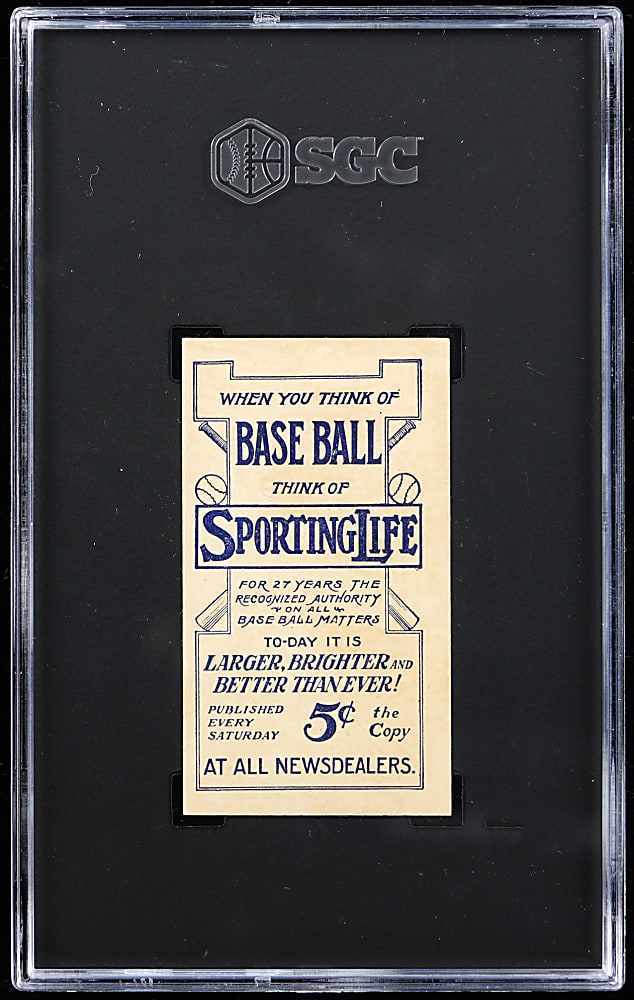 SGC
WHEN YOU THINK OF
BASE BALL
THINK OF
SPORTING LIFE
FOR 27 YEARS THE
RECOGNIZED AUTHORITY
ON ALL
BASE BALL MATTERS
TO-DAY IT IS
LARGER, BRIGHTER AND
BETTER THAN EVER!
PUBLISHED
EVERY
SATURDAY
5¢
the
Copy
AT ALL NEWSDEALERS.